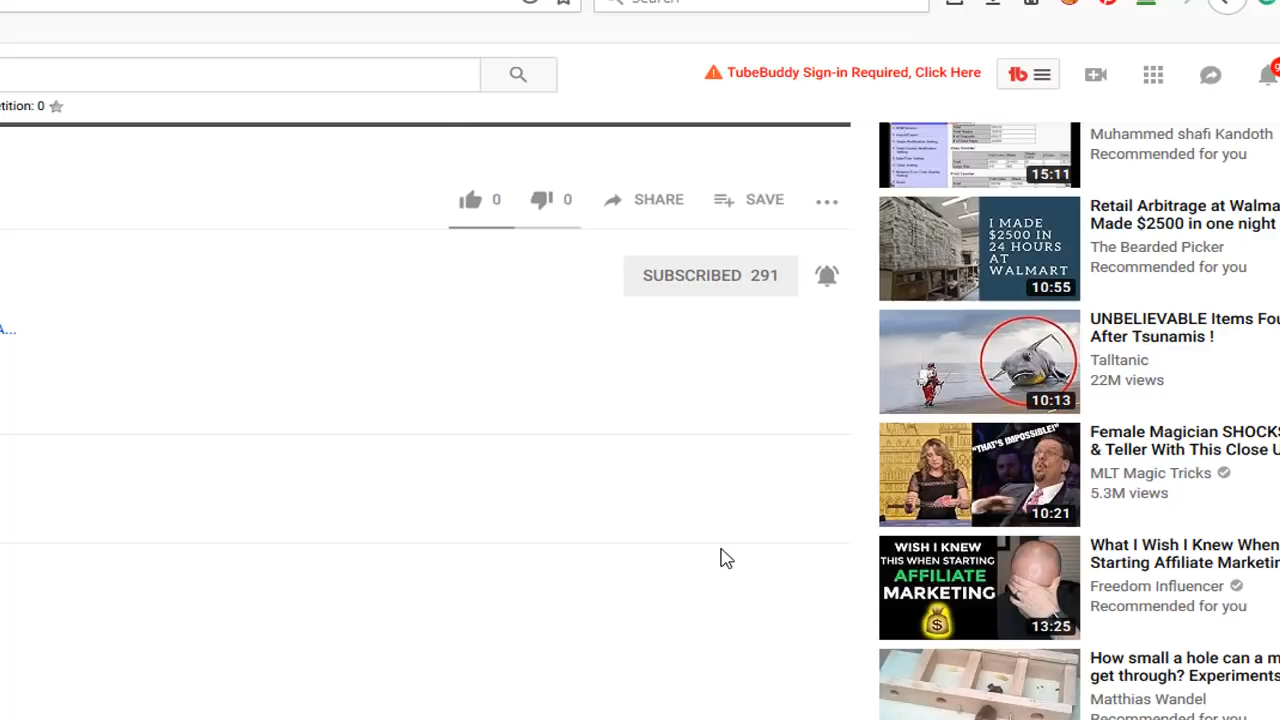 Search
TubeBuddy Sign-in Required, Click Here
tition: 0
Muhammed shafi Kandoth
Recommended for you
15:11
0
0
SHARE
SAVE
Retail Arbitrage at Walma
Made $2500 in one night
The Bearded Picker
Recommended for you
I MADE
$2500 IN
24 HOURS
AT
WALMART
10:55
SUBSCRIBED 291
A...
UNBELIEVABLE Items Fou
After Tsunamis !
Talltanic
22M views
10:13
Female Magician SHOCKS
& Teller With This Close U
MLT Magic Tricks
5.3M views
"THAT'S IMPOSSIBLE!"
10:21
What I Wish I Knew When
Starting Affiliate Marketin
Freedom Influencer
Recommended for you
WISH I KNEW
THIS WHEN STARTING
AFFILIATE
MARKETING
$
13:25
How small a hole can a m
get through? Experiments
Matthias Wandel
Recommended for you